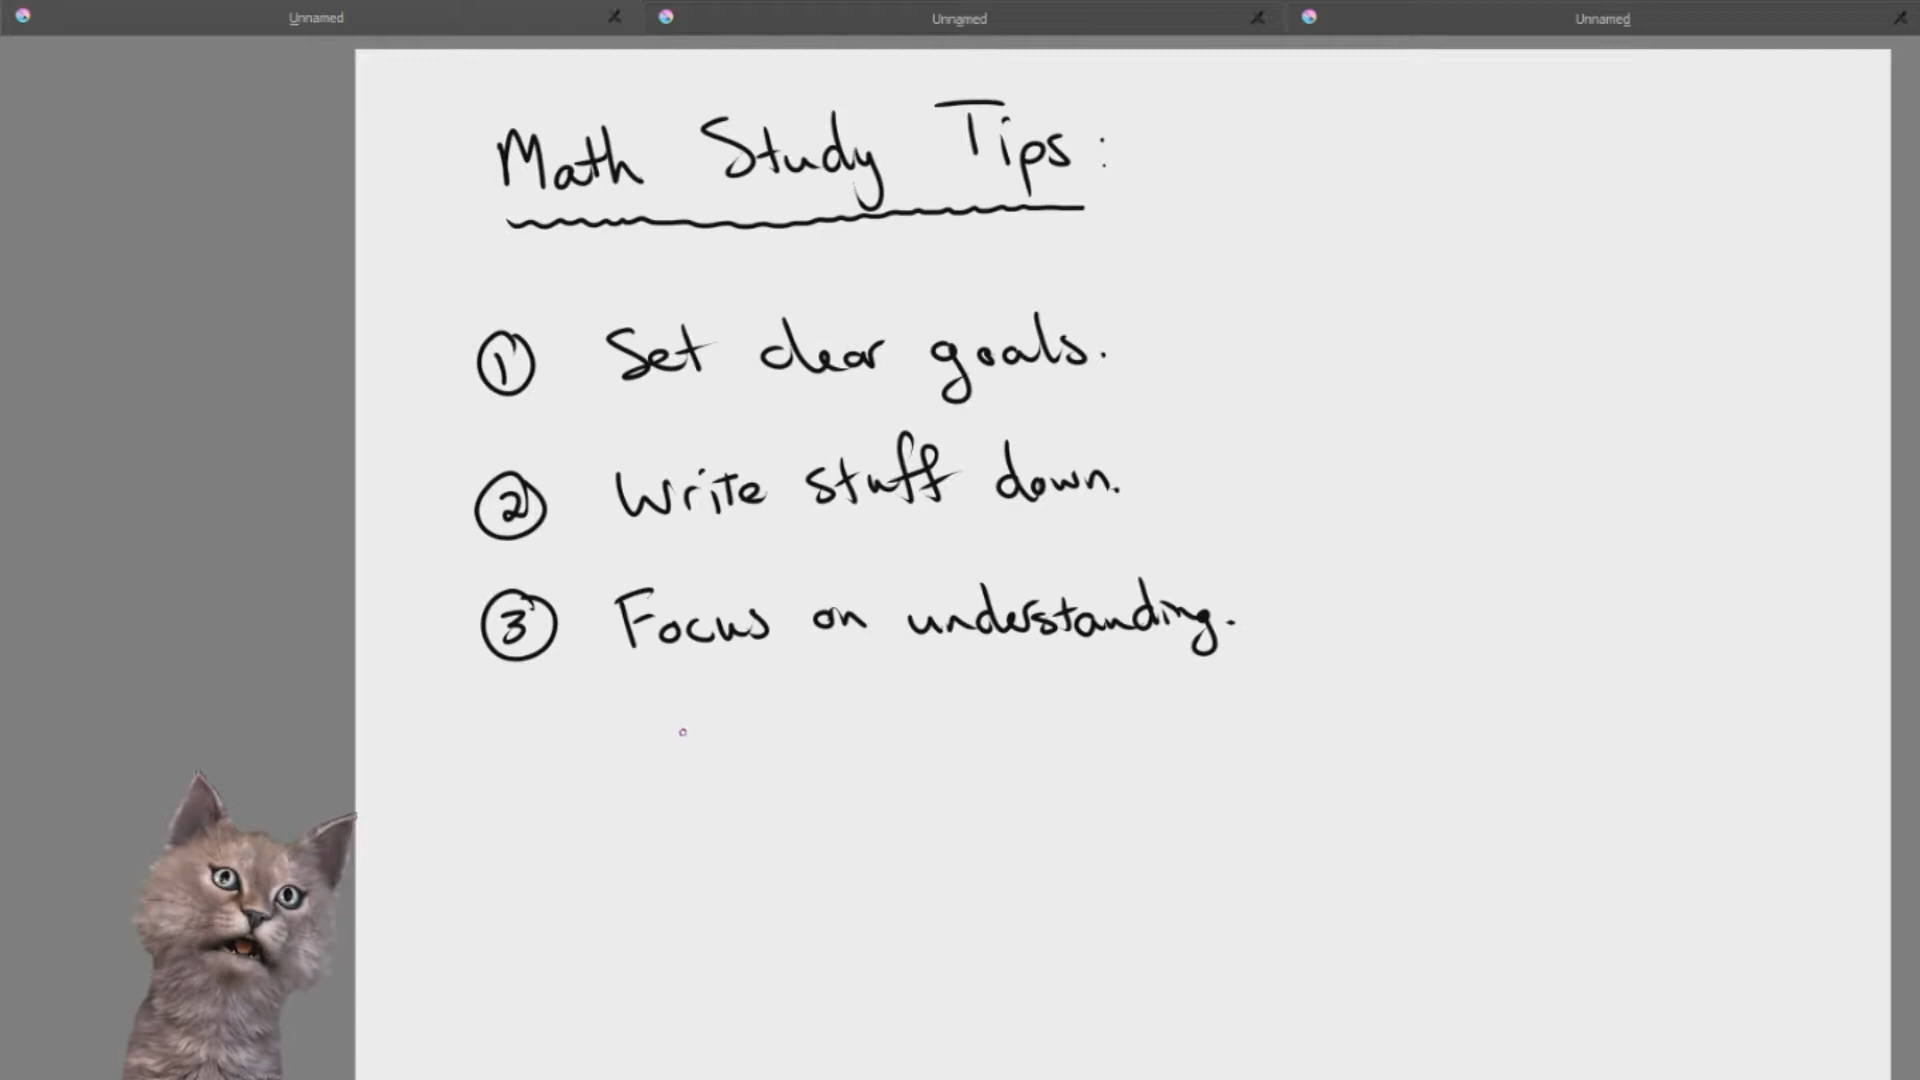 Unnamed Unnamed Unnamed
Math Study Tips:
1 Set clear goals.
2 Write stuff down.
3 Focus on understanding.